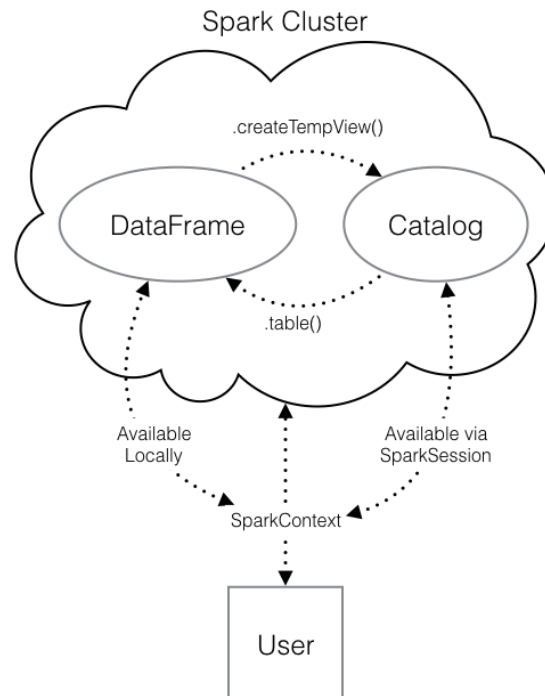 Spark Cluster
.createTempView()
DataFrame
Catalog
.table()
Available
Locally
Available via
SparkSession
SparkContext
User